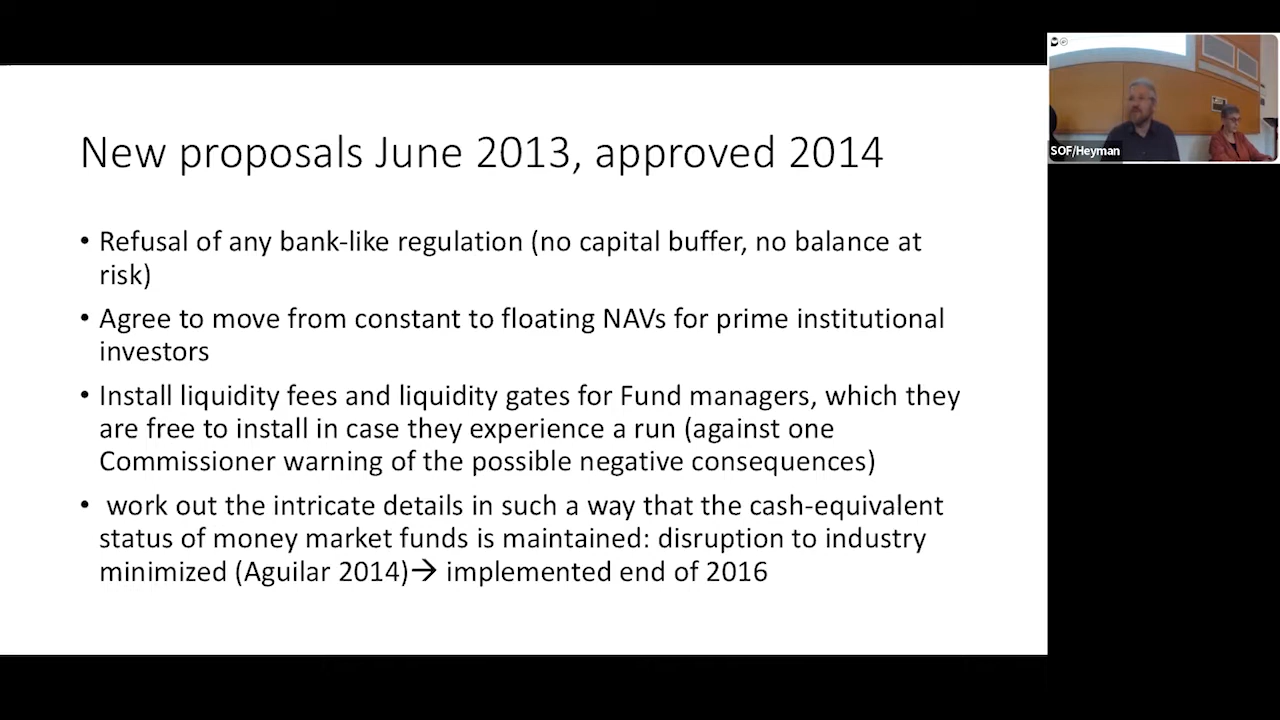 New proposals June 2013, approved 2014
• Refusal of any bank-like regulation (no capital buffer, no balance at
risk)
• Agree to move from constant to floating NAVs for prime institutional
investors
• Install liquidity fees and liquidity gates for Fund managers, which they
are free to install in case they experience a run (against one
Commissioner warning of the possible negative consequences)
• work out the intricate details in such a way that the cash-equivalent
status of money market funds is maintained: disruption to industry
minimized (Aguilar 2014)→ implemented end of 2016
SOF/Heyman